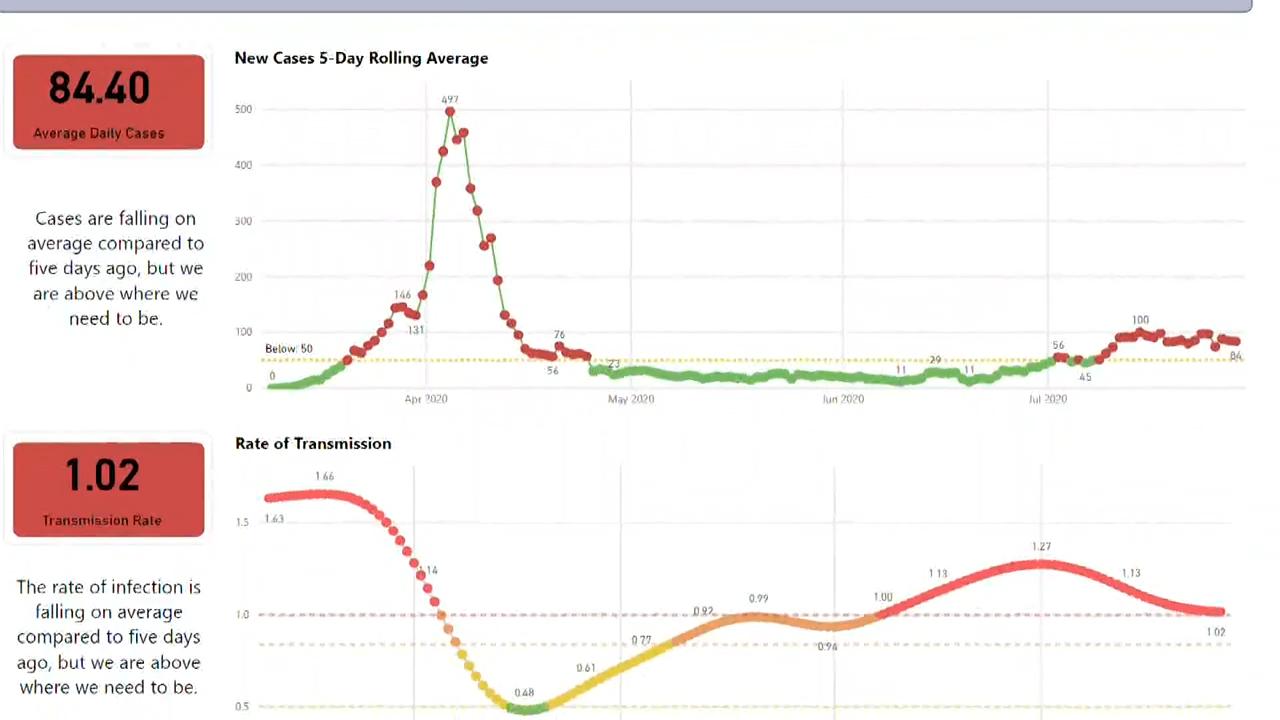 84.40
Average Daily Cases
Cases are falling on
average compared to
five days ago, but we
are above where we
need to be.
New Cases 5-Day Rolling Average
500
400
300
200
100
0
Below: 50
0
146
131
497
56
76
23
11
29
11
56
45
100
84
Apr 2020
May 2020
Jun 2020
Jul 2020
1.02
Transmission Rate
The rate of infection is
falling on average
compared to five days
ago, but we are above
where we need to be.
Rate of Transmission
1.5
1.0
0.5
1.63
1.66
1.14
0.48
0.61
0.77
0.92
0.99
0.94
1.00
1.13
1.27
1.13
1.02